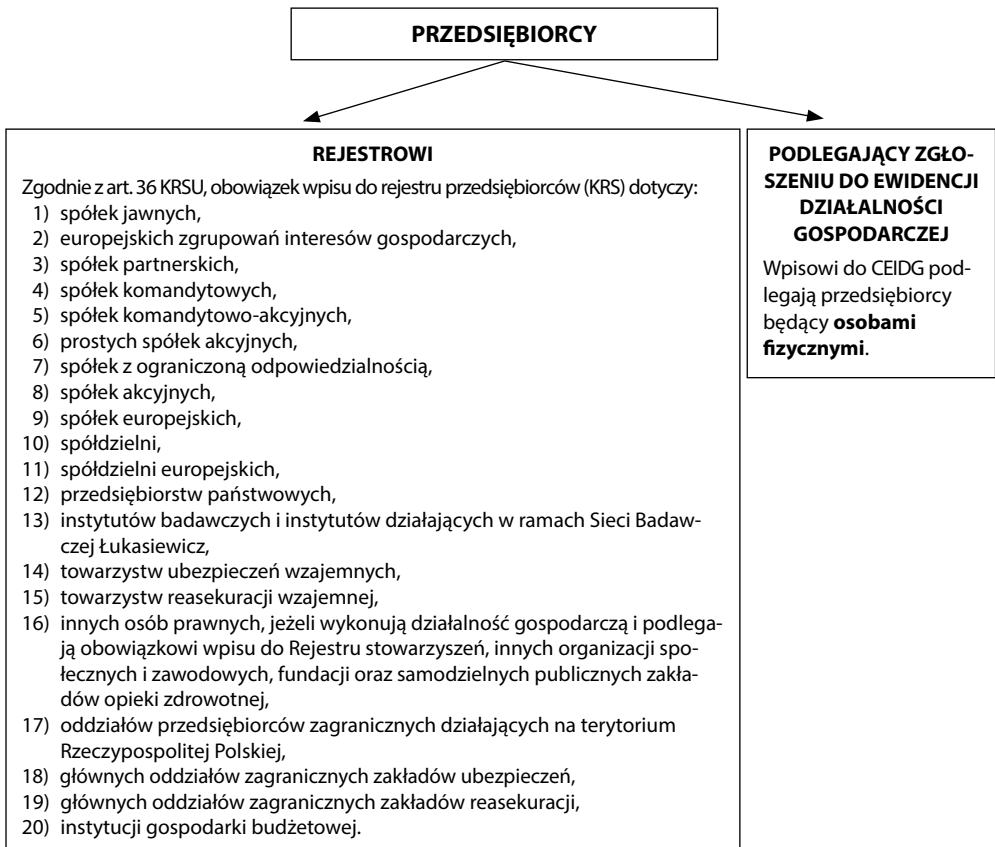 PRZEDSIĘBIORCY
REJESTROWI
Zgodnie z art. 36 KRSU, obowiązek wpisu do rejestru przedsiębiorców (KRS) dotyczy:
1) spółek jawnych,
2) europejskich zgrupowań interesów gospodarczych,
3) spółek partnerskich,
4) spółek komandytowych,
5) spółek komandytowo-akcyjnych,
6) prostych spółek akcyjnych,
7) spółek z ograniczoną odpowiedzialnością,
8) spółek akcyjnych,
9) spółek europejskich,
10) spółdzielni,
11) spółdzielni europejskich,
12) przedsiębiorstw państwowych,
13) instytutów badawczych i instytutów działających w ramach Sieci Badaw-
czej Łukasiewicz,
14) towarzystw ubezpieczeń wzajemnych,
15) towarzystw reasekuracji wzajemnej,
16) innych osób prawnych, jeżeli wykonują działalność gospodarczą i podlega-
ją obowiązkowi wpisu do Rejestru stowarzyszeń, innych organizacji spo-
łecznych i zawodowych, fundacji oraz samodzielnych publicznych zakła-
dów opieki zdrowotnej,
17) oddziałów przedsiębiorców zagranicznych działających na terytorium
Rzeczypospolitej Polskiej,
18) głównych oddziałów zagranicznych zakładów ubezpieczeń,
19) głównych oddziałów zagranicznych zakładów reasekuracji,
20) instytucji gospodarki budżetowej.
PODLEGAJĄCY ZGŁO-
SZENIU DO EWIDENCJI
DZIAŁALNOŚCI
GOSPODARCZEJ
Wpisowi do CEIDG pod-
legają przedsiębiorcy
będący osobami
fizycznymi.